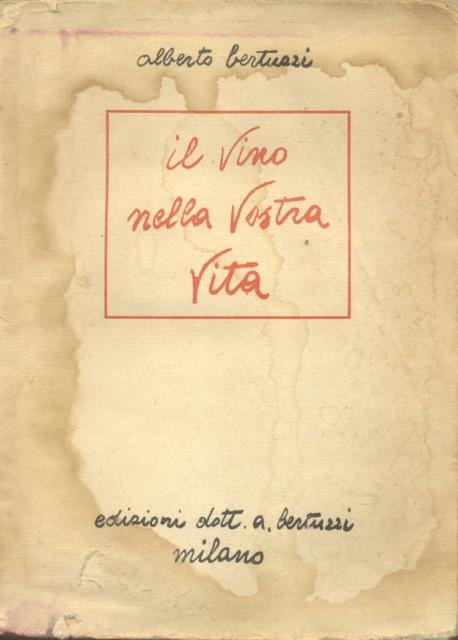 alberto bertuzzi
il Vino
nella Vostra
Vita
edizioni dott. a. bertuzzi
milano